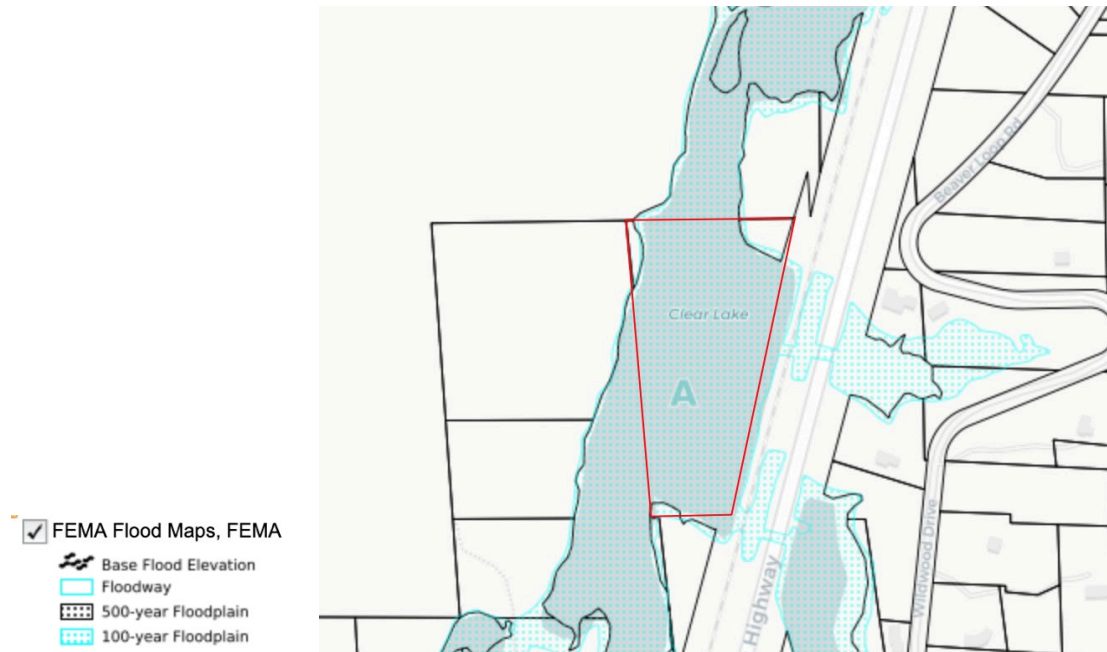 FEMA Flood Maps, FEMA
Base Flood Elevation
Floodway
500-year Floodplain
100-year Floodplain
Beaver Loop Rd
Clear Lake
A
Highway
Wildwood Drive